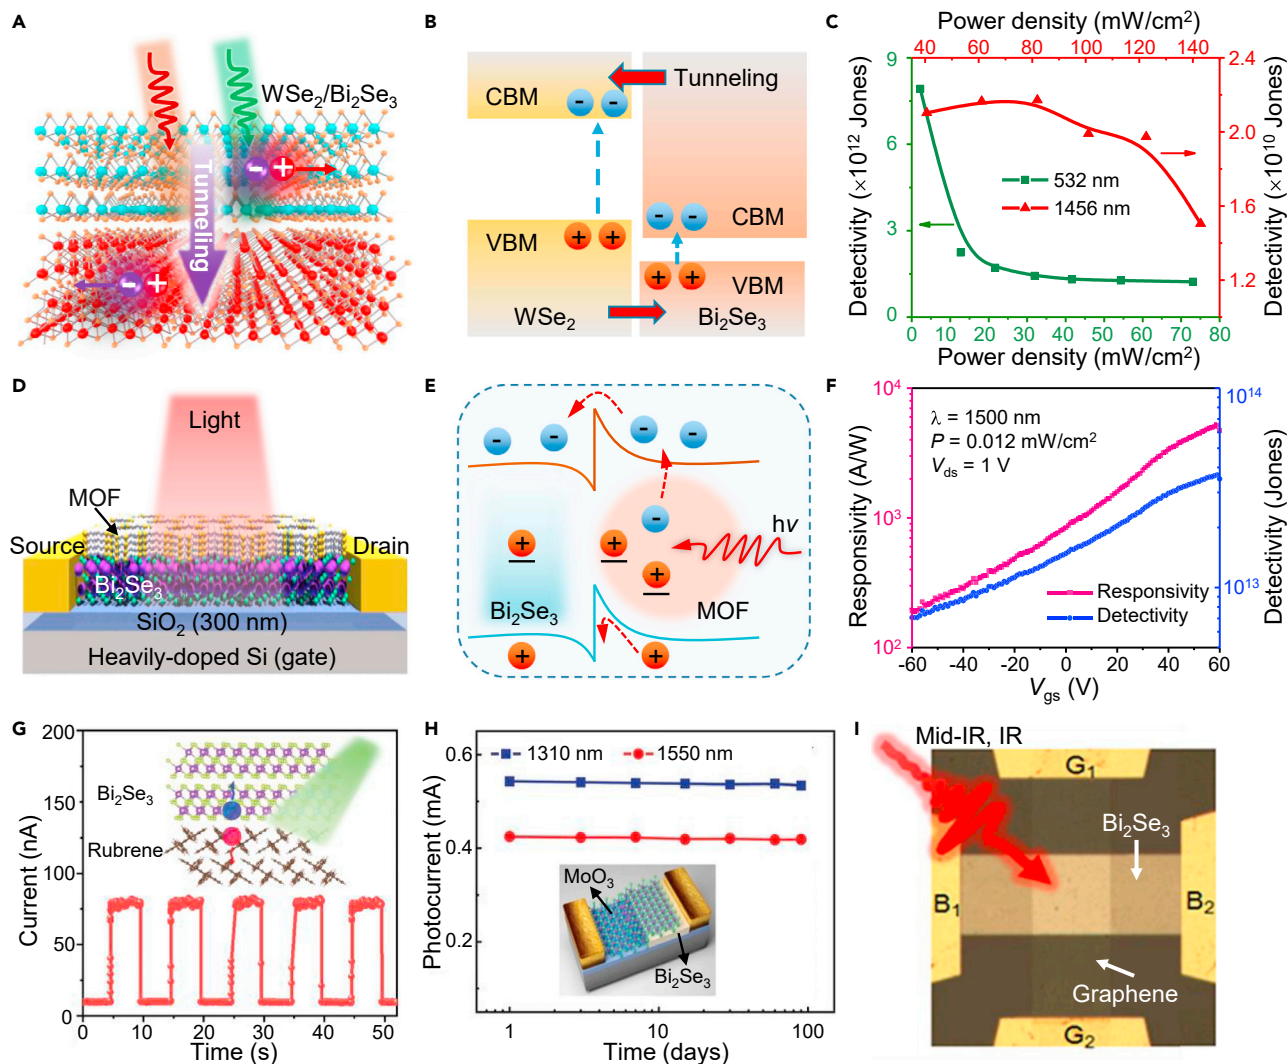 A
WSe2/Bi2Se3
Tunneling
B
CBM
Tunneling
VBM
CBM
VBM
WSe2
Bi2Se3
C
Power density (mW/cm2)
40 60 80 100 120 140
9
6
3
0
Detectivity (×10^12 Jones)
532 nm
1456 nm
2.4
2.0
1.6
1.2
Detectivity (×10^10 Jones)
0 10 20 30 40 50 60 70 80
Power density (mW/cm2)
D
Light
MOF
Source
Drain
Bi2Se3
SiO2 (300 nm)
Heavily-doped Si (gate)
E
hv
Bi2Se3
MOF
F
10^4
10^3
10^2
Responsivity (A/W)
λ = 1500 nm
P = 0.012 mW/cm2
Vds = 1 V
Responsivity
Detectivity
10^14
10^13
Detectivity (Jones)
-60 -40 -20 0 20 40 60
Vgs (V)
G
200
150
100
50
0
Current (nA)
Bi2Se3
Rubrene
0 10 20 30 40 50
Time (s)
H
0.6
0.4
0.2
Photocurrent (mA)
1310 nm
1550 nm
MoO3
Bi2Se3
1 10 100
Time (days)
I
Mid-IR, IR
G1
Bi2Se3
B1
B2
Graphene
G2